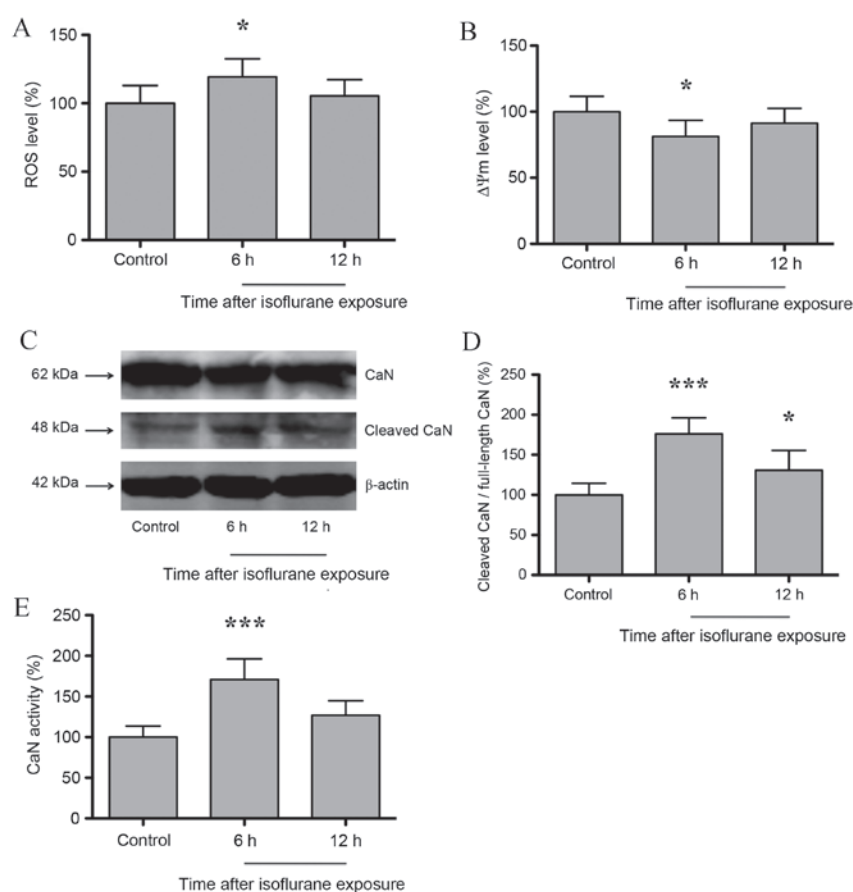 A
ROS level (%)
150
*
100
50
0
Control 6 h 12 h
Time after isoflurane exposure
B
ΔΨm level (%)
150
*
100
50
0
Control 6 h 12 h
Time after isoflurane exposure
C
62 kDa CaN
48 kDa Cleaved CaN
42 kDa β-actin
Control 6 h 12 h
Time after isoflurane exposure
D
Cleaved CaN / full-length CaN (%)
250
***
200
*
150
100
50
0
Control 6 h 12 h
Time after isoflurane exposure
E
CaN activity (%)
250
***
200
150
100
50
0
Control 6 h 12 h
Time after isoflurane exposure